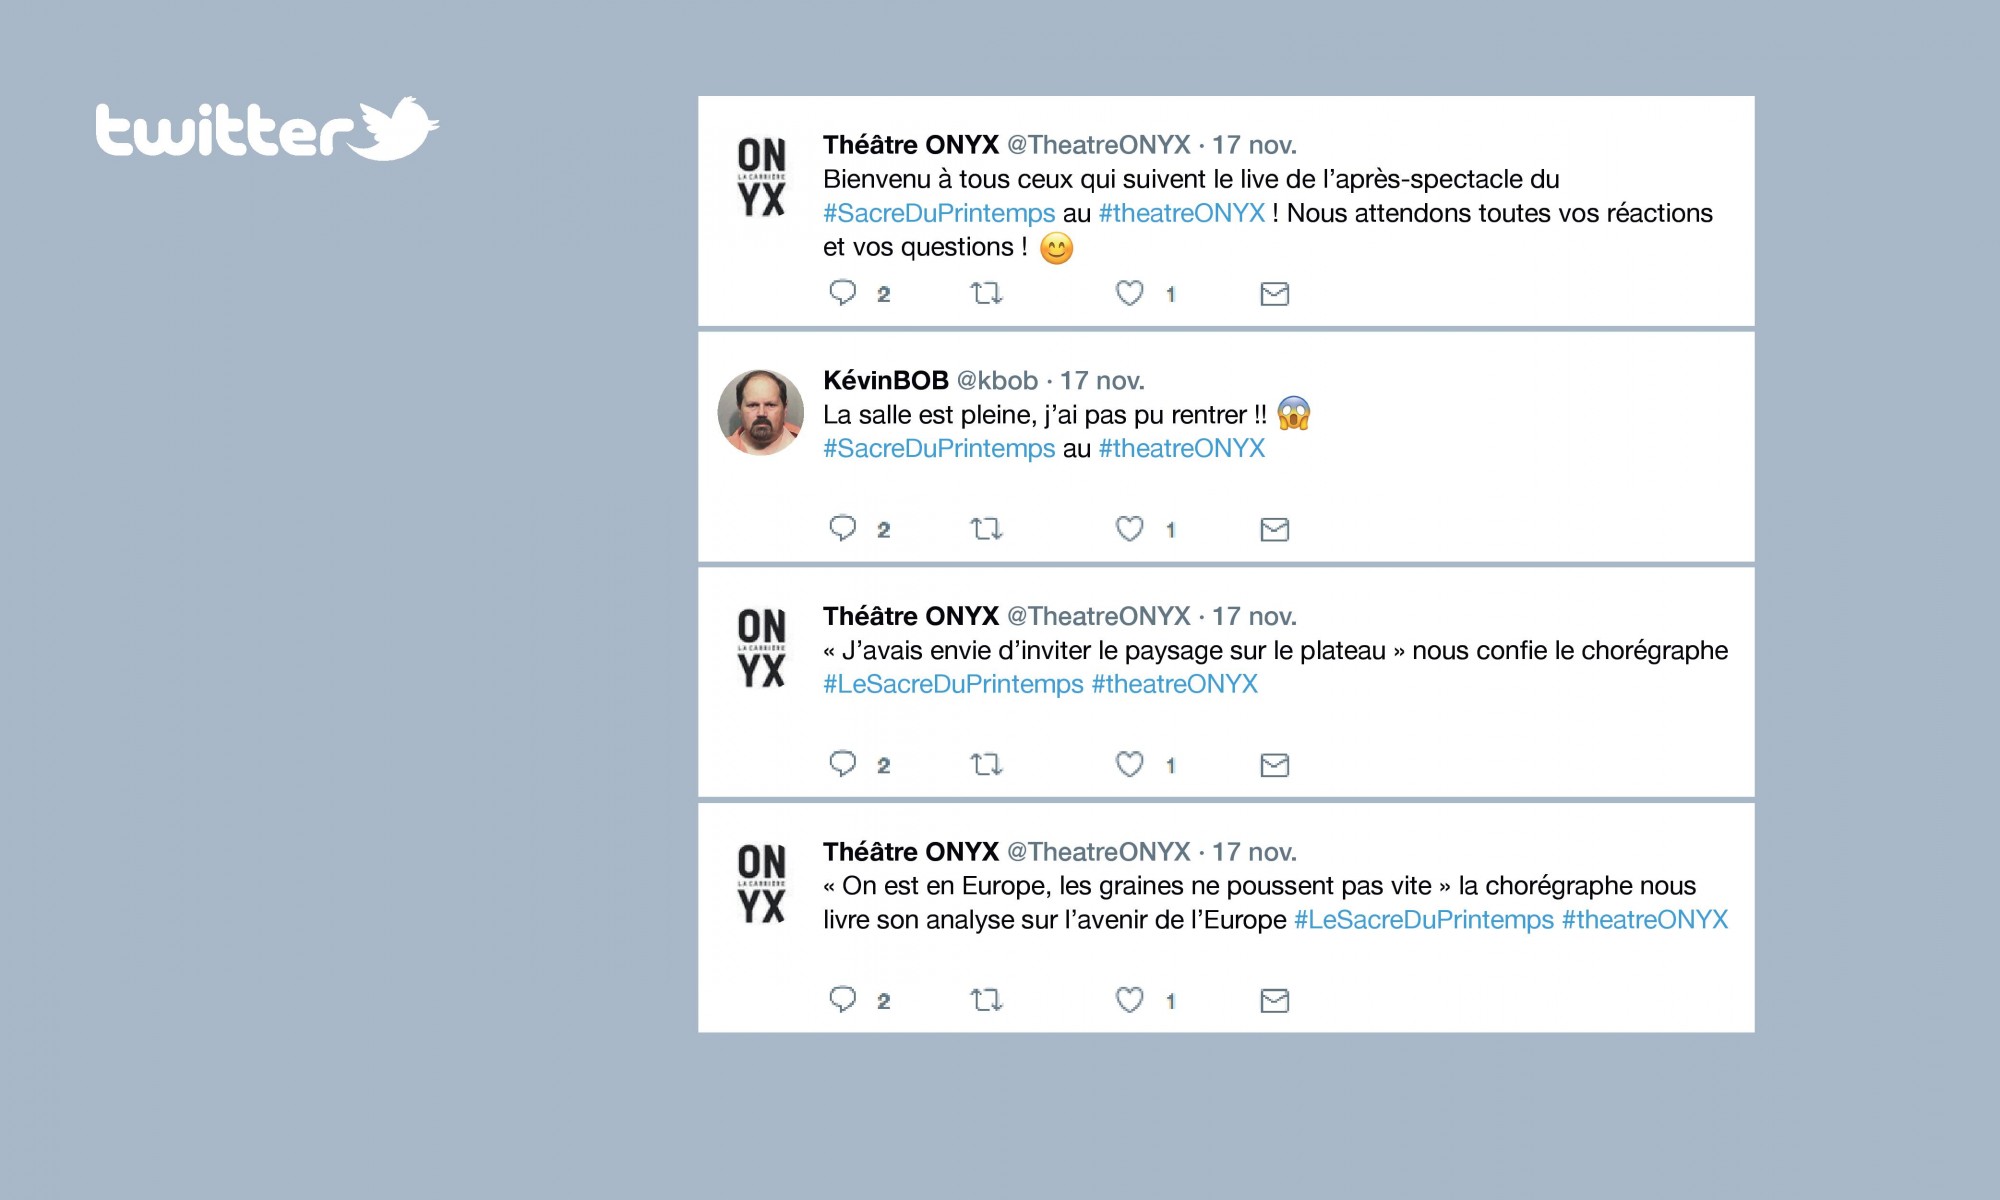 twitter
ON
LA CARRIÈRE
YX
Théâtre ONYX @TheatreONYX · 17 nov.
Bienvenu à tous ceux qui suivent le live de l’après-spectacle du
#SacreDuPrintemps au #theatreONYX ! Nous attendons toutes vos réactions
et vos questions ! 😊
2 1
KévinBOB @kbob · 17 nov.
La salle est pleine, j’ai pas pu rentrer !! 😱
#SacreDuPrintemps au #theatreONYX
2 1
ON
LA CARRIÈRE
YX
Théâtre ONYX @TheatreONYX · 17 nov.
« J’avais envie d’inviter le paysage sur le plateau » nous confie le chorégraphe
#LeSacreDuPrintemps #theatreONYX
2 1
ON
LA CARRIÈRE
YX
Théâtre ONYX @TheatreONYX · 17 nov.
« On est en Europe, les graines ne poussent pas vite » la chorégraphe nous
livre son analyse sur l’avenir de l’Europe #LeSacreDuPrintemps #theatreONYX
2 1